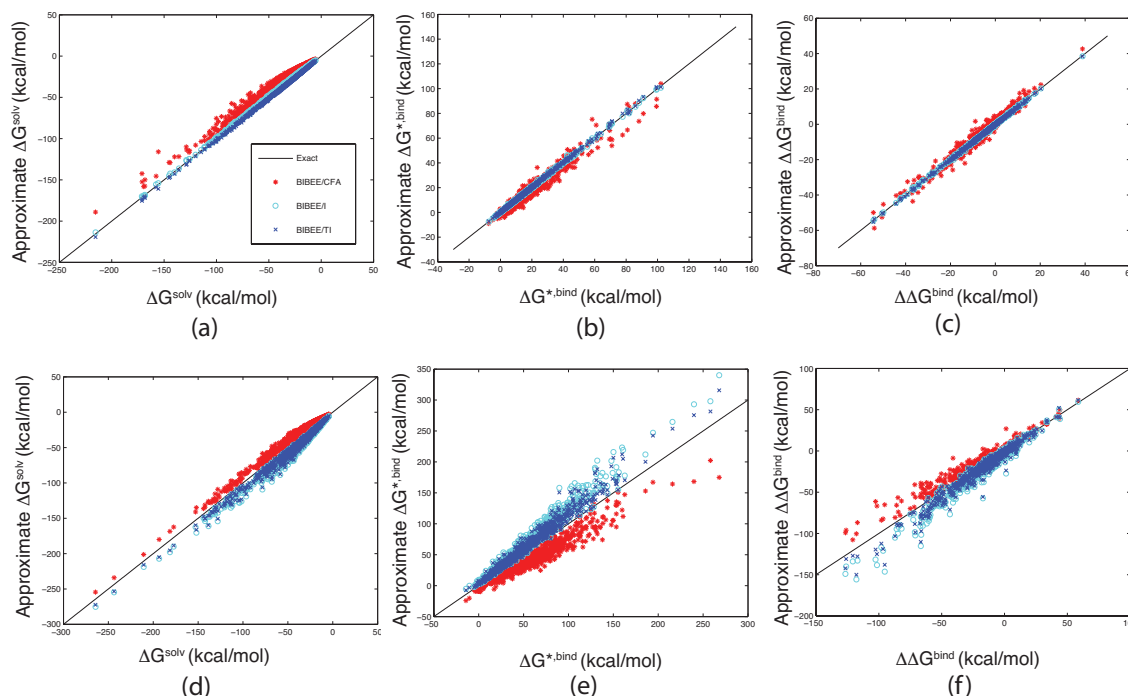 Approximate ΔG^solv (kcal/mol)
50
0
−50
−100
−150
−200
−250
−250 −200 −150 −100 −50 0 50
Exact
BIBEE/CFA
BIBEE/I
BIBEE/TI
ΔG^solv (kcal/mol)
(a)
Approximate ΔG*,bind (kcal/mol)
160
140
120
100
80
60
40
20
0
−20
−40
−40 −20 0 20 40 60 80 100 120 140 160
ΔG*,bind (kcal/mol)
(b)
Approximate ΔΔG^bind (kcal/mol)
60
40
20
0
−20
−40
−60
−80
−80 −60 −40 −20 0 20 40 60
ΔΔG^bind (kcal/mol)
(c)
Approximate ΔG^solv (kcal/mol)
50
0
−50
−100
−150
−200
−250
−300
−300 −250 −200 −150 −100 −50 0 50
ΔG^solv (kcal/mol)
(d)
Approximate ΔG*,bind (kcal/mol)
350
300
250
200
150
100
50
0
−50
−50 0 50 100 150 200 250 300
ΔG*,bind (kcal/mol)
(e)
Approximate ΔΔG^bind (kcal/mol)
100
50
0
−50
−100
−150
−200
−150 −100 −50 0 50
ΔΔG^bind (kcal/mol)
(f)